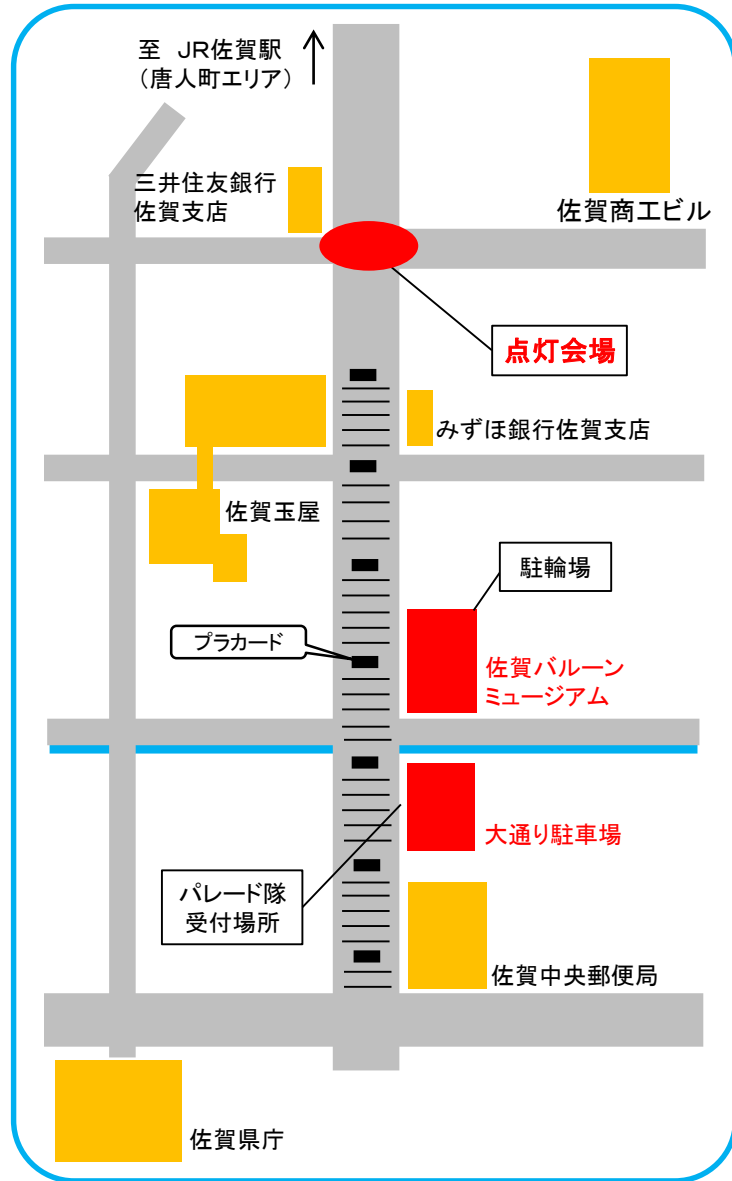 至 JR佐賀駅
（唐人町エリア）
三井住友銀行
佐賀支店
佐賀商工ビル
点灯会場
みずほ銀行佐賀支店
佐賀玉屋
駐輪場
プラカード
佐賀バルーン
ミュージアム
大通り駐車場
パレード隊
受付場所
佐賀中央郵便局
佐賀県庁